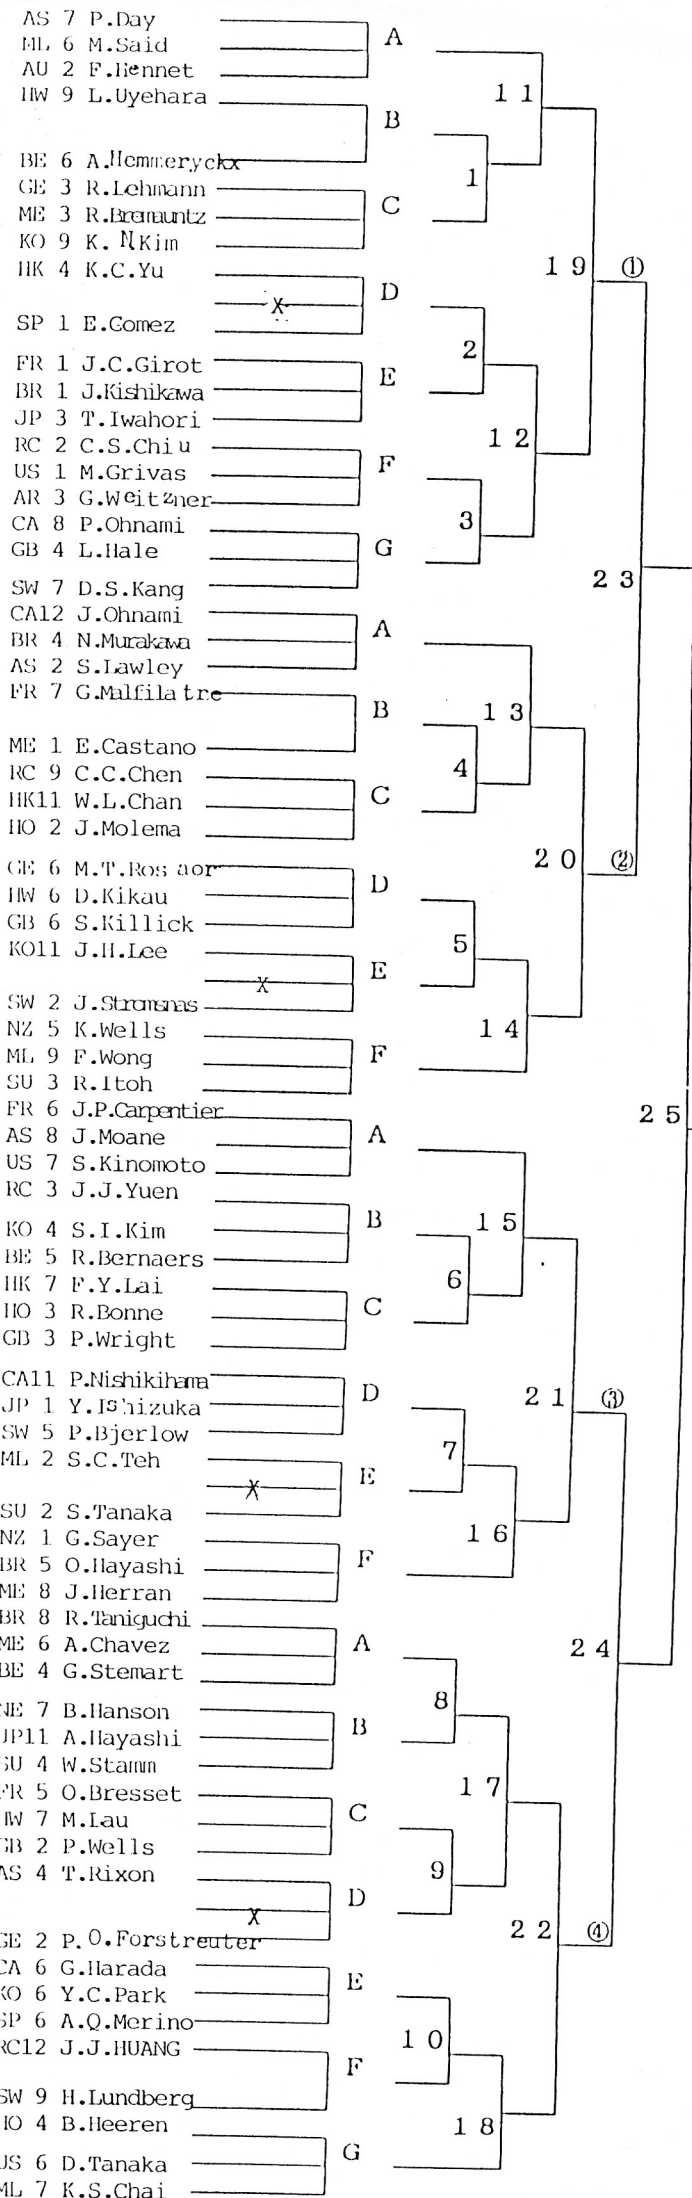 AS 7 P.Day
ML 6 M.Said
A
AU 2 F.Hennet
HW 9 L.Uyehara
1 1
B
BE 6 A.Hemmeryckx
1
GE 3 R.Lehmann
C
ME 3 R.Bremauntz
KO 9 K. N Kim
HK 4 K.C.Yu
1 9 ①
D
X
SP 1 E.Gomez
2
FR 1 J.C.Girot
E
BR 1 J.Kishikawa
JP 3 T.Iwahori
1 2
RC 2 C.S.Chiu
F
US 1 M.Grivas
AR 3 G.Weitzner
3
CA 8 P.Ohnami
G
GB 4 L.Hale
2 3
SW 7 D.S.Kang
CA12 J.Ohnami
A
BR 4 N.Murakawa
AS 2 S.Lawley
FR 7 G.Malfilatre
B
1 3
ME 1 E.Castano
4
RC 9 C.C.Chen
C
HK11 W.L.Chan
HO 2 J.Molema
2 0 ②
GE 6 M.T.Rosaor
D
HW 6 D.Kikau
GB 6 S.Killick
5
KO11 J.H.Lee
E
X
SW 2 J.Stromsnas
1 4
NZ 5 K.Wells
F
ML 9 F.Wong
SU 3 R.Itoh
FR 6 J.P.Carpentier
2 5
AS 8 J.Moane
A
US 7 S.Kinomoto
RC 3 J.J.Yuen
B
1 5
KO 4 S.I.Kim
BE 5 R.Bernaers
6
HK 7 F.Y.Lai
C
HO 3 R.Bonne
GB 3 P.Wright
CA11 P.Nishikihama
D
2 1 ③
JP 1 Y.Ishizuka
SW 5 P.Bjerlow
7
ML 2 S.C.Teh
E
X
SU 2 S.Tanaka
1 6
NZ 1 G.Sayer
F
BR 5 O.Hayashi
ME 8 J.Herran
BR 8 R.Taniguchi
A
2 4
ME 6 A.Chavez
BE 4 G.Stemart
8
NE 7 B.Hanson
B
JP11 A.Hayashi
SU 4 W.Stamm
1 7
FR 5 O.Bresset
C
HW 7 M.Lau
GB 2 P.Wells
9
AS 4 T.Rixon
D
X
2 2 ④
GE 2 P.O.Forstreuter
CA 6 G.Harada
E
KO 6 Y.C.Park
SP 6 A.Q.Merino
1 0
RC12 J.J.HUANG
F
SW 9 H.Lundberg
1 8
HO 4 B.Heeren
G
US 6 D.Tanaka
ML 7 K.S.Chai